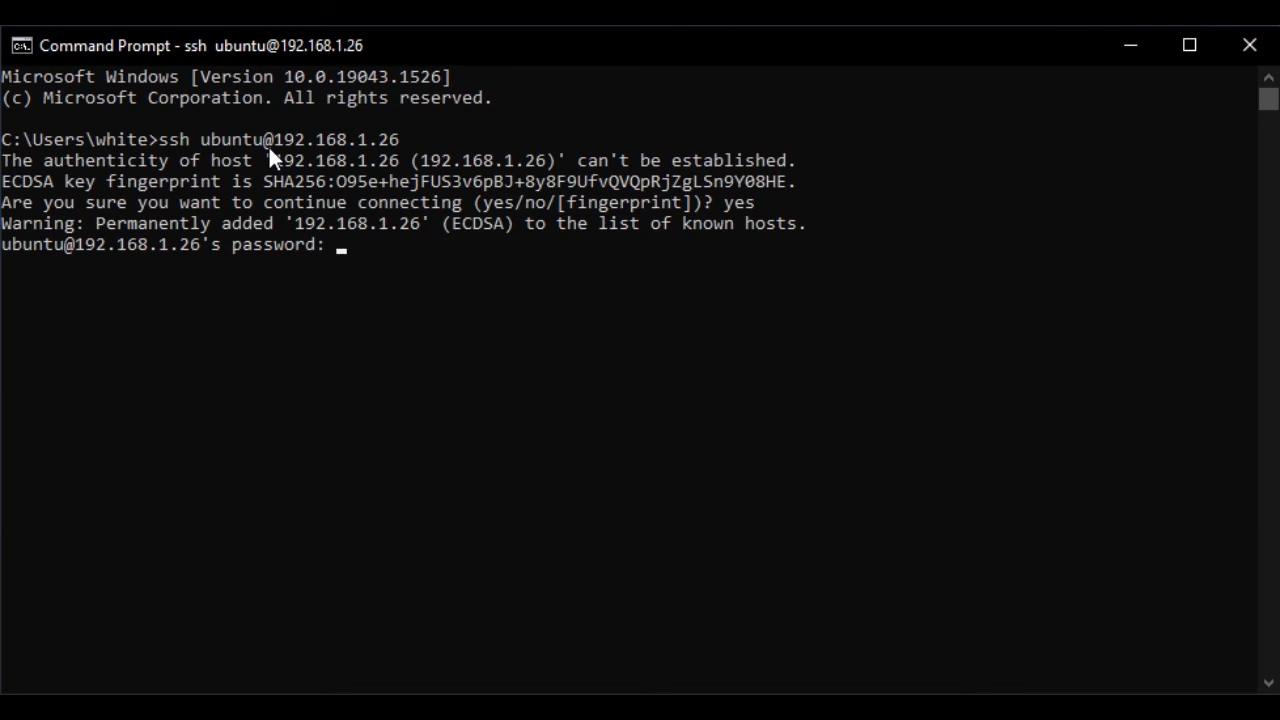 Command Prompt - ssh ubuntu@192.168.1.26
Microsoft Windows [Version 10.0.19043.1526]
(c) Microsoft Corporation. All rights reserved.
C:\Users\white>ssh ubuntu@192.168.1.26
The authenticity of host '192.168.1.26 (192.168.1.26)' can't be established.
ECDSA key fingerprint is SHA256:O95e+hejFUS3v6pBJ+8y8F9UfvQVQpRjZgLSn9Y08HE.
Are you sure you want to continue connecting (yes/no/[fingerprint])? yes
Warning: Permanently added '192.168.1.26' (ECDSA) to the list of known hosts.
ubuntu@192.168.1.26's password: